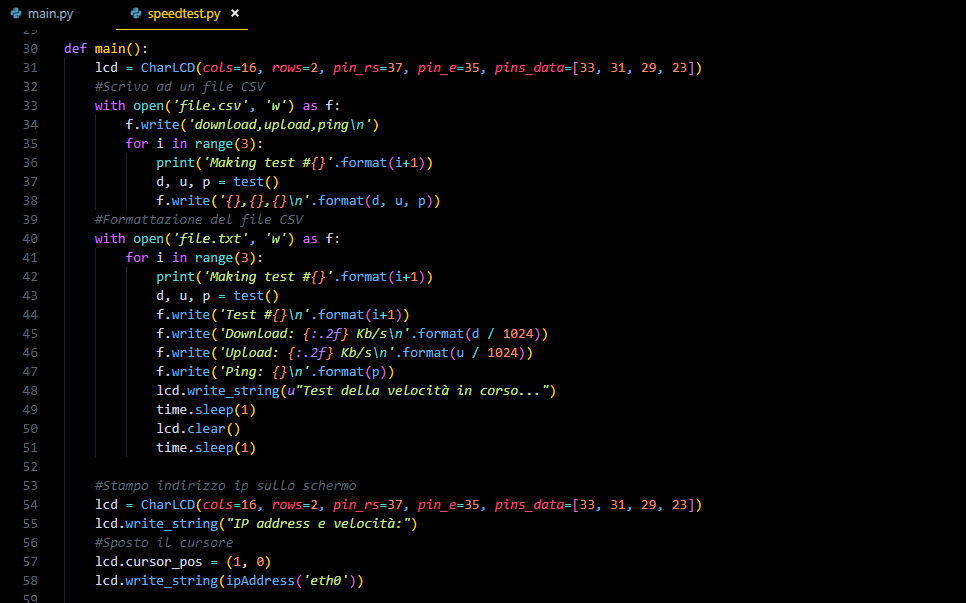 main.py speedtest.py ×
29
30 def main():
31 lcd = CharLCD(cols=16, rows=2, pin_rs=37, pin_e=35, pins_data=[33, 31, 29, 23])
32 #Scrivo ad un file CSV
33 with open('file.csv', 'w') as f:
34 f.write('download,upload,ping\n')
35 for i in range(3):
36 print('Making test #{}'.format(i+1))
37 d, u, p = test()
38 f.write('{},{},{}\n'.format(d, u, p))
39 #Formattazione del file CSV
40 with open('file.txt', 'w') as f:
41 for i in range(3):
42 print('Making test #{}'.format(i+1))
43 d, u, p = test()
44 f.write('Test #{}\n'.format(i+1))
45 f.write('Download: {:.2f} Kb/s\n'.format(d / 1024))
46 f.write('Upload: {:.2f} Kb/s\n'.format(u / 1024))
47 f.write('Ping: {}\n'.format(p))
48 lcd.write_string(u"Test della velocità in corso...")
49 time.sleep(1)
50 lcd.clear()
51 time.sleep(1)
52
53 #Stampo indirizzo ip sullo schermo
54 lcd = CharLCD(cols=16, rows=2, pin_rs=37, pin_e=35, pins_data=[33, 31, 29, 23])
55 lcd.write_string("IP address e velocità:")
56 #Sposto il cursore
57 lcd.cursor_pos = (1, 0)
58 lcd.write_string(ipAddress('eth0'))
59